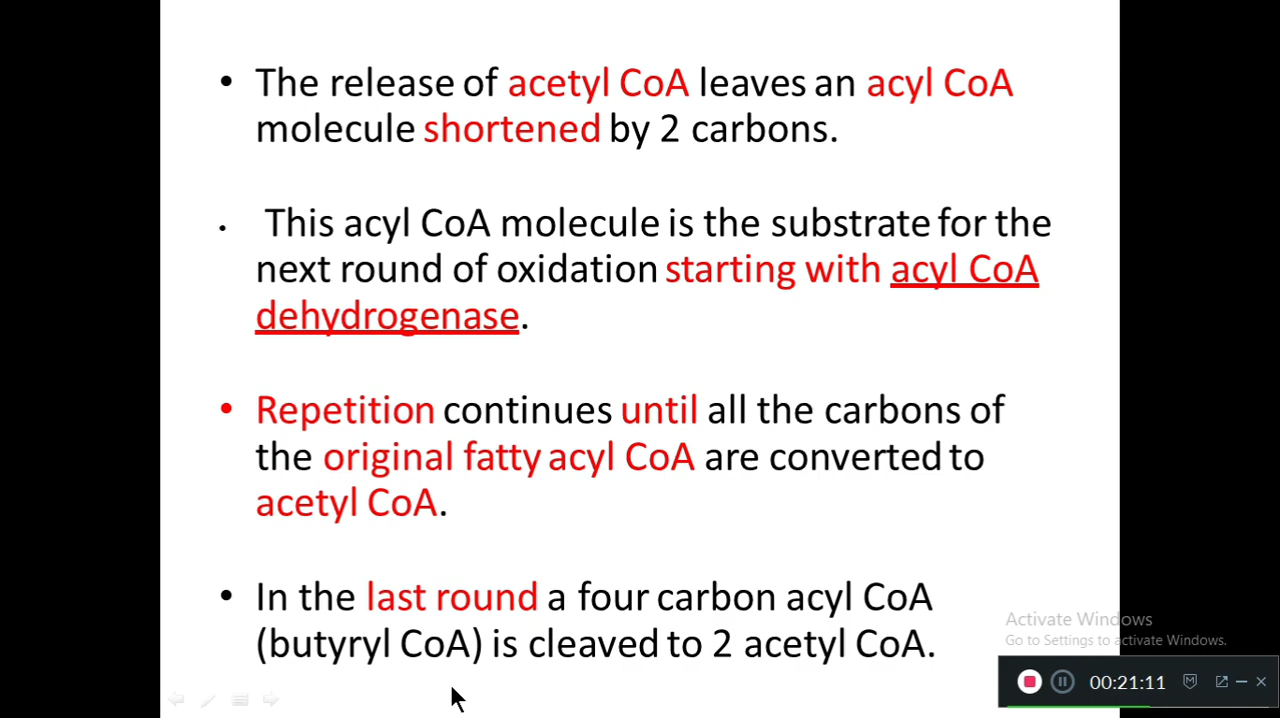 • The release of acetyl CoA leaves an acyl CoA
molecule shortened by 2 carbons.
• This acyl CoA molecule is the substrate for the
next round of oxidation starting with acyl CoA
dehydrogenase.
• Repetition continues until all the carbons of
the original fatty acyl CoA are converted to
acetyl CoA.
• In the last round a four carbon acyl CoA
(butyryl CoA) is cleaved to 2 acetyl CoA.
Activate Windows
Go to Settings to activate Windows.
00:21:11